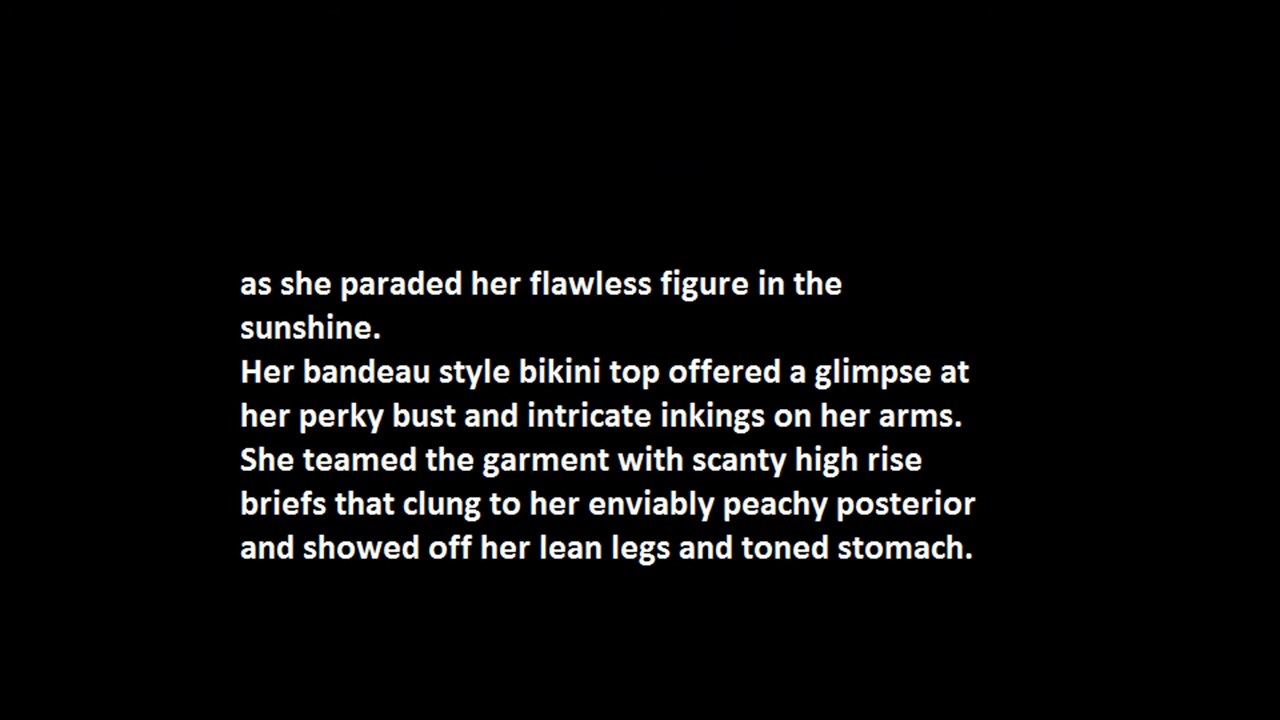 as she paraded her flawless figure in the
sunshine.
Her bandeau style bikini top offered a glimpse at
her perky bust and intricate inkings on her arms.
She teamed the garment with scanty high rise
briefs that clung to her enviably peachy posterior
and showed off her lean legs and toned stomach.